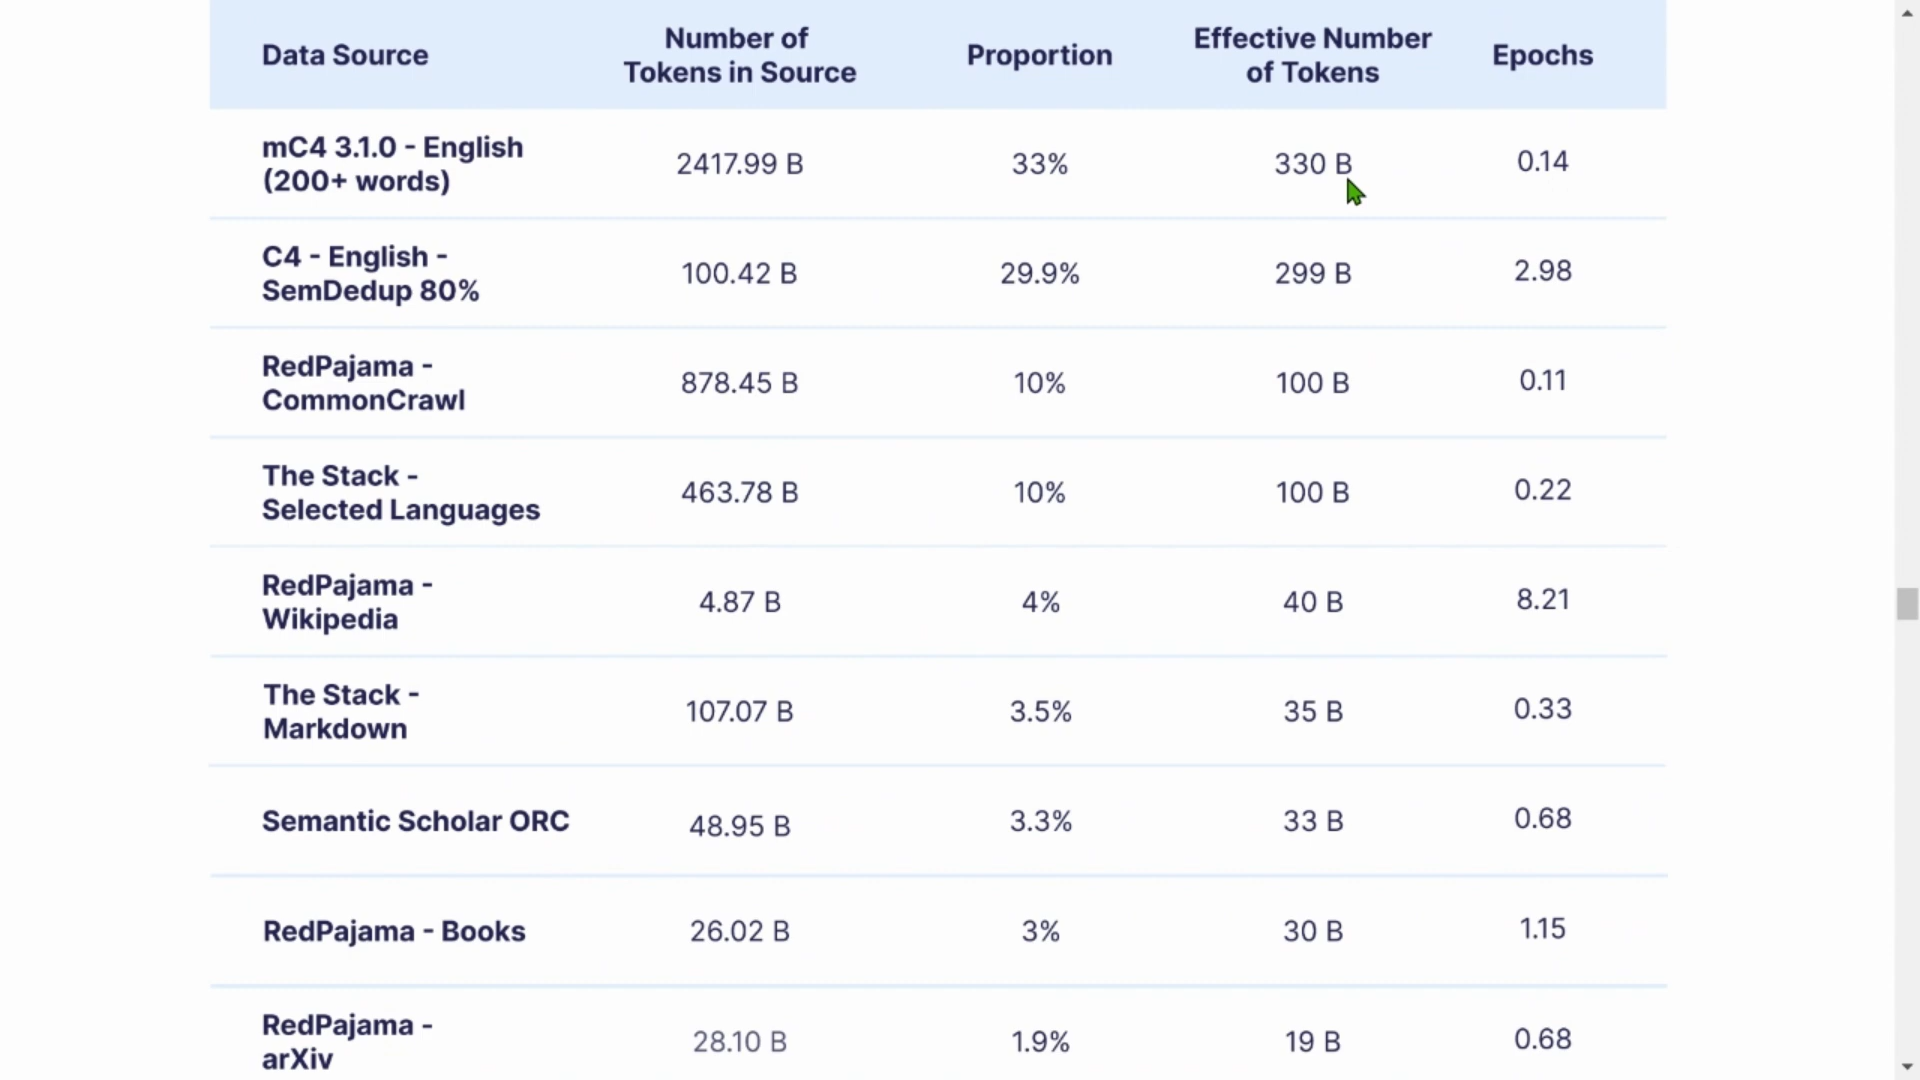 Data Source
Number of
Tokens in Source
Proportion
Effective Number
of Tokens
Epochs
mC4 3.1.0 - English
(200+ words)
2417.99 B
33%
330 B
0.14
C4 - English -
SemDedup 80%
100.42 B
29.9%
299 B
2.98
RedPajama -
CommonCrawl
878.45 B
10%
100 B
0.11
The Stack -
Selected Languages
463.78 B
10%
100 B
0.22
RedPajama -
Wikipedia
4.87 B
4%
40 B
8.21
The Stack -
Markdown
107.07 B
3.5%
35 B
0.33
Semantic Scholar ORC
48.95 B
3.3%
33 B
0.68
RedPajama - Books
26.02 B
3%
30 B
1.15
RedPajama -
arXiv
28.10 B
1.9%
19 B
0.68